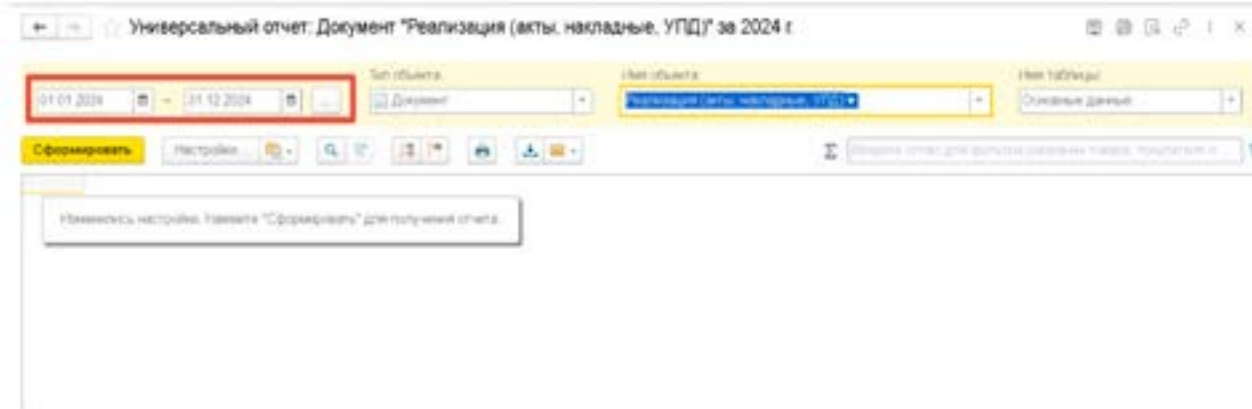 Универсальный отчет: Документ "Реализация (акты, накладные, УПД)" за 2024 г.
Тип объекта: Имя объекта: Имя таблицы:
01.01.2024 – 31.12.2024 ... Документ Реализация (акты, накладные, УПД) Основные данные
Сформировать Настройки...
Изменились настройки. Нажмите "Сформировать" для получения отчета.